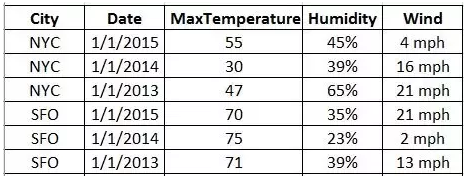 City Date MaxTemperature Humidity Wind
NYC 1/1/2015 55 45% 4 mph
NYC 1/1/2014 30 39% 16 mph
NYC 1/1/2013 47 65% 21 mph
SFO 1/1/2015 70 35% 21 mph
SFO 1/1/2014 75 23% 2 mph
SFO 1/1/2013 71 39% 13 mph